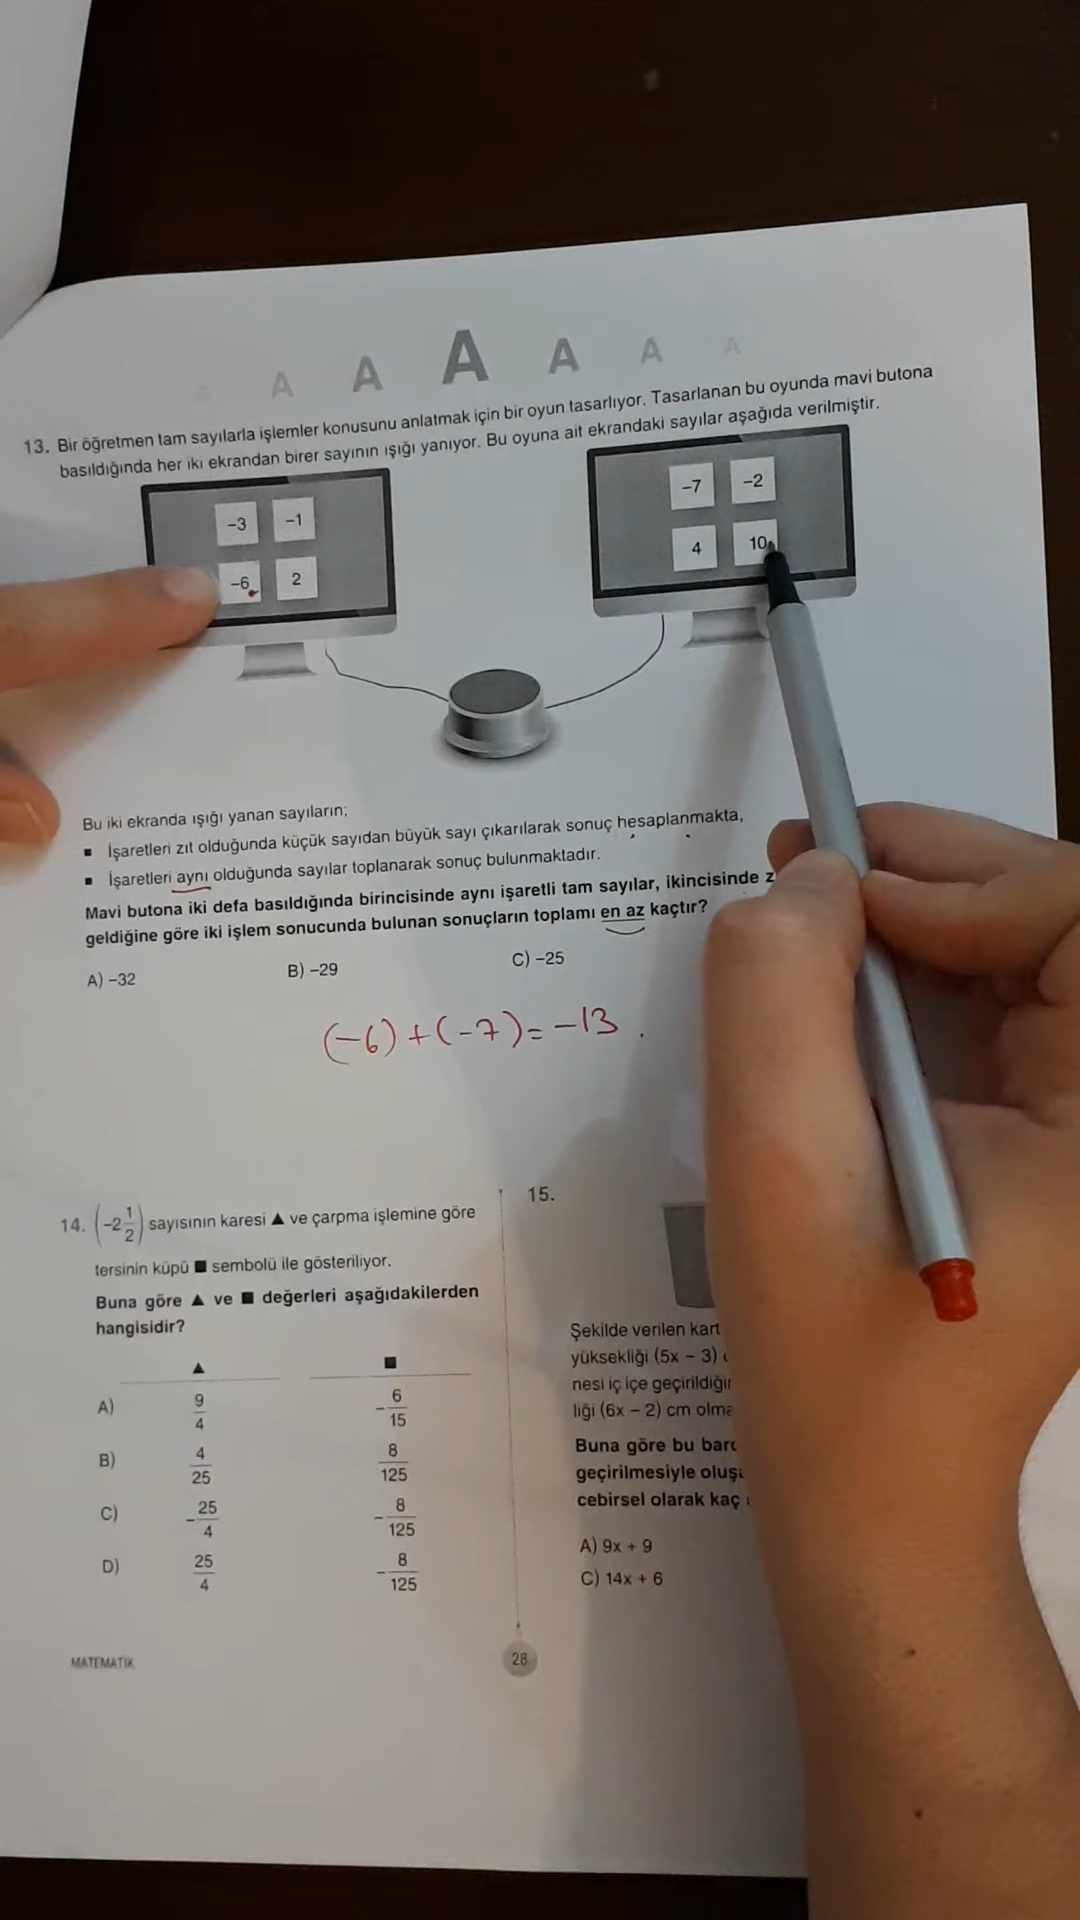 A A A A A A A
13. Bir öğretmen tam sayılarla işlemler konusunu anlatmak için bir oyun tasarlıyor. Tasarlanan bu oyunda mavi butona
basıldığında her iki ekrandan birer sayının ışığı yanıyor. Bu oyuna ait ekrandaki sayılar aşağıda verilmiştir.
-3 -1
-6 2
-7 -2
4 10
Bu iki ekranda ışığı yanan sayıların;
▪ İşaretleri zıt olduğunda küçük sayıdan büyük sayı çıkarılarak sonuç hesaplanmakta,
▪ İşaretleri aynı olduğunda sayılar toplanarak sonuç bulunmaktadır.
Mavi butona iki defa basıldığında birincisinde aynı işaretli tam sayılar, ikincisinde
geldiğine göre iki işlem sonucunda bulunan sonuçların toplamı en az kaçtır?
A) -32 B) -29 C) -25
(-6)+(-7)=-13
14. (-2 1/2) sayısının karesi ▲ ve çarpma işlemine göre
tersinin küpü ■ sembolü ile gösteriliyor.
Buna göre ▲ ve ■ değerleri aşağıdakilerden
hangisidir?
▲ ■
A) 9/4 -6/15
B) 4/25 8/125
C) -25/4 -8/125
D) 25/4 -8/125
15.
Şekilde verilen
yüksekliği (5x - 3)
nesi iç içe
liği (6x - 2) cm
Buna göre bu
geçirilmesiyle
cebirsel olarak kaç
A) 9x + 9
C) 14x + 6
MATEMATİK
28